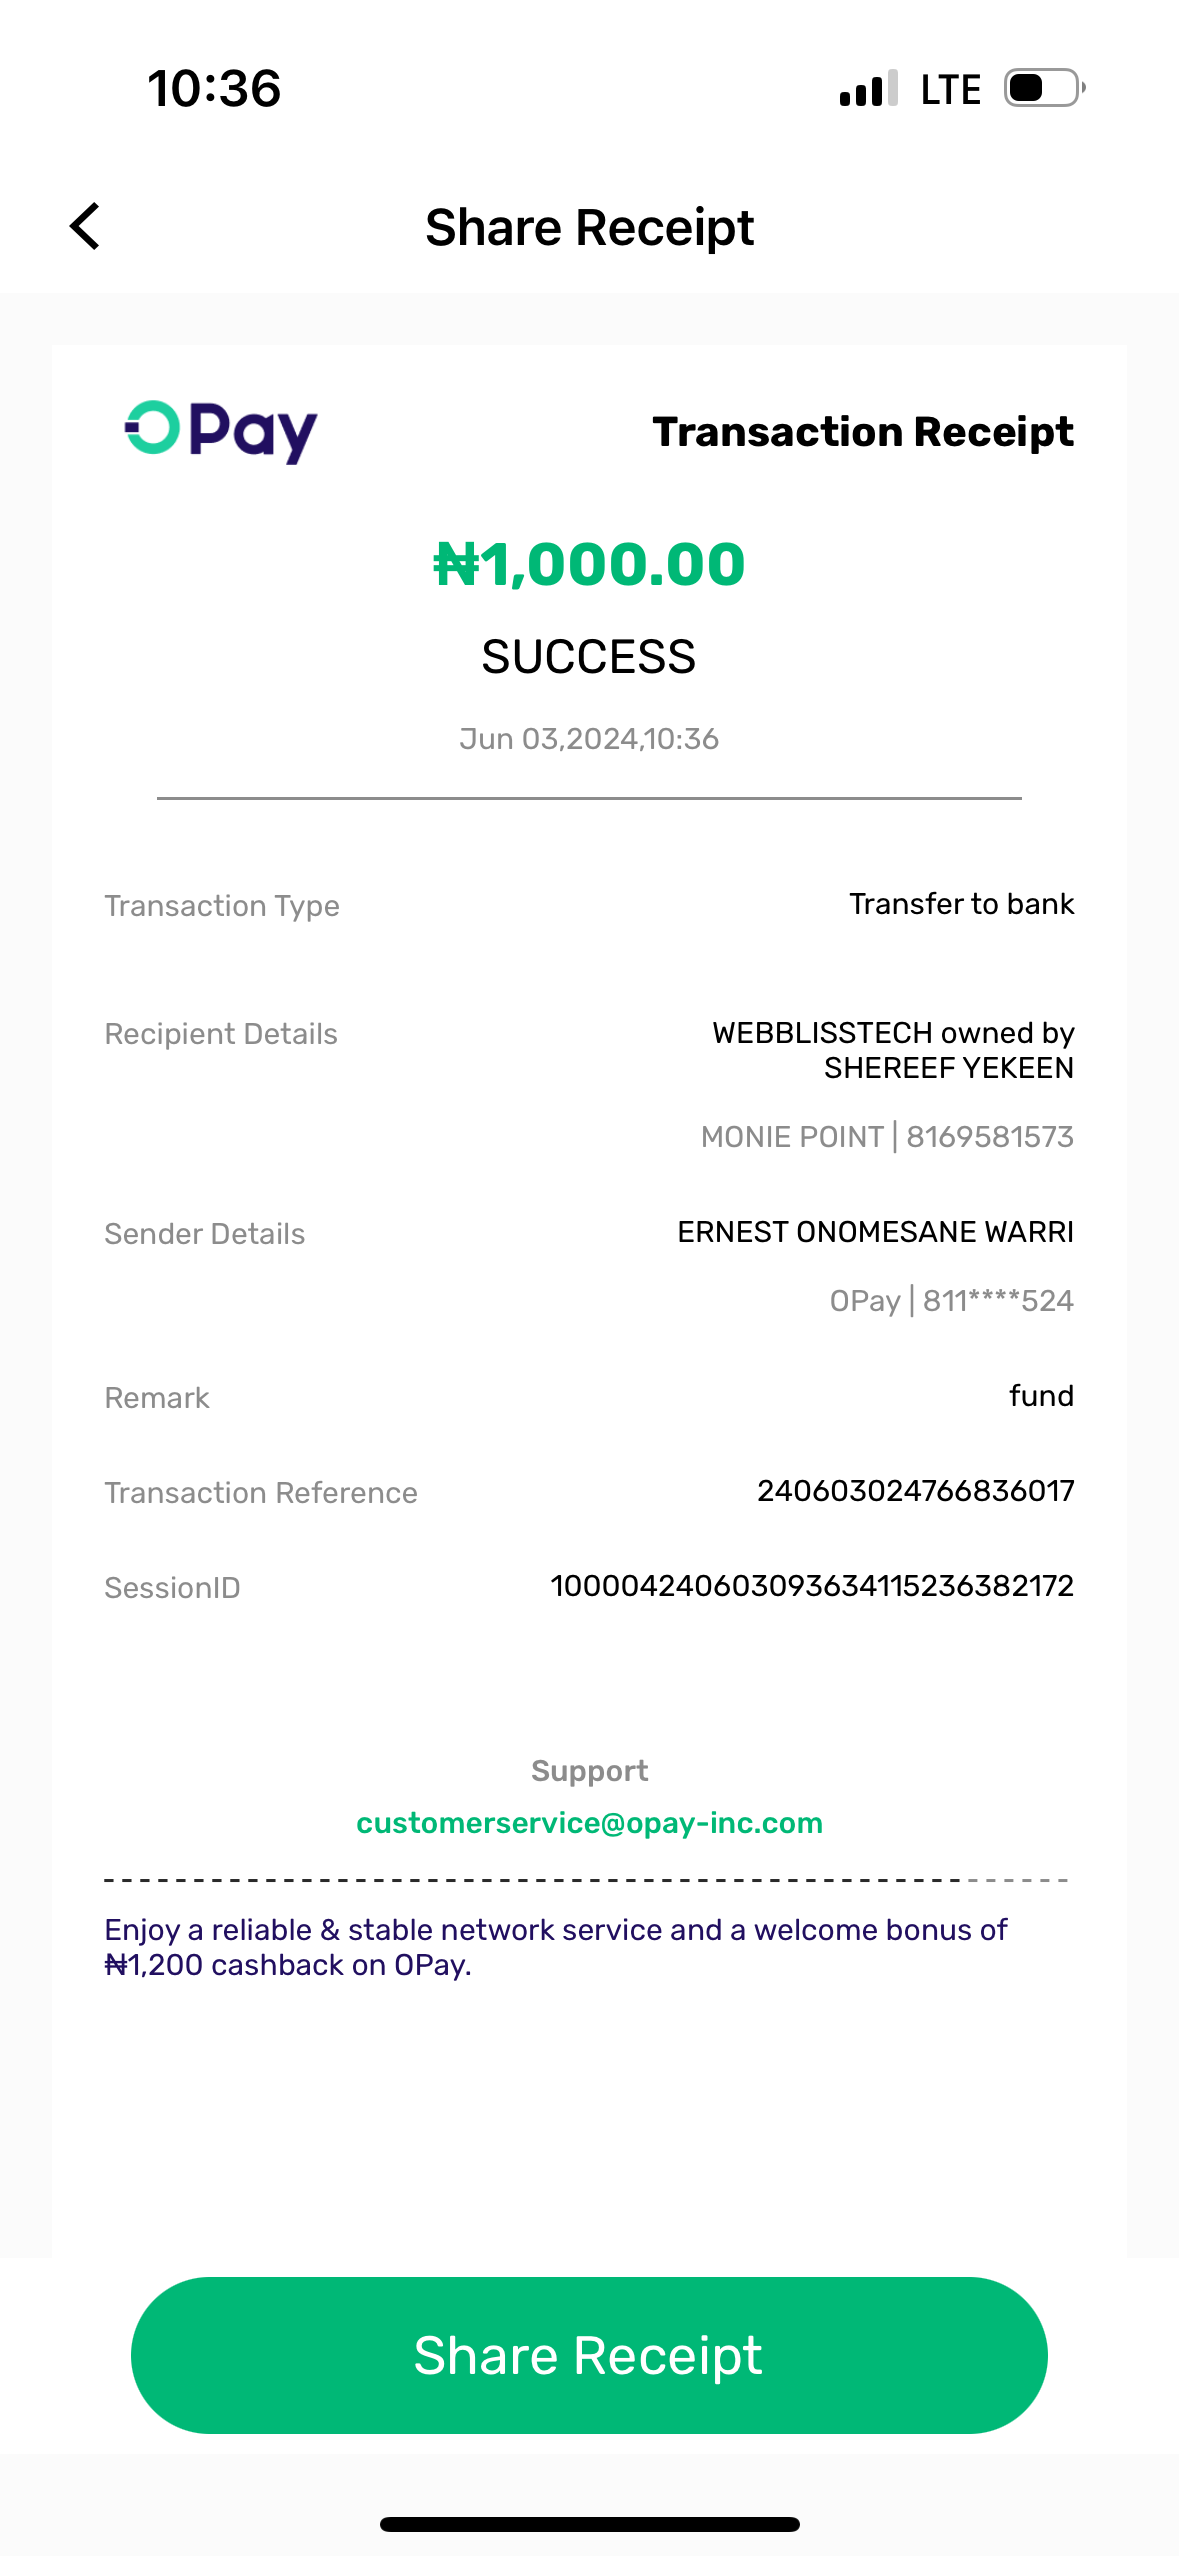 10:36
LTE
Share Receipt
OPay
Transaction Receipt
₦1,000.00
SUCCESS
Jun 03,2024,10:36
Transaction Type
Transfer to bank
Recipient Details
WEBBLISSTECH owned by
SHEREEF YEKEEN
MONIE POINT | 8169581573
Sender Details
ERNEST ONOMESANE WARRI
OPay | 811****524
Remark
fund
Transaction Reference
240603024766836017
SessionID
100004240603093634115236382172
Support
customerservice@opay-inc.com
Enjoy a reliable & stable network service and a welcome bonus of
₦1,200 cashback on OPay.
Share Receipt